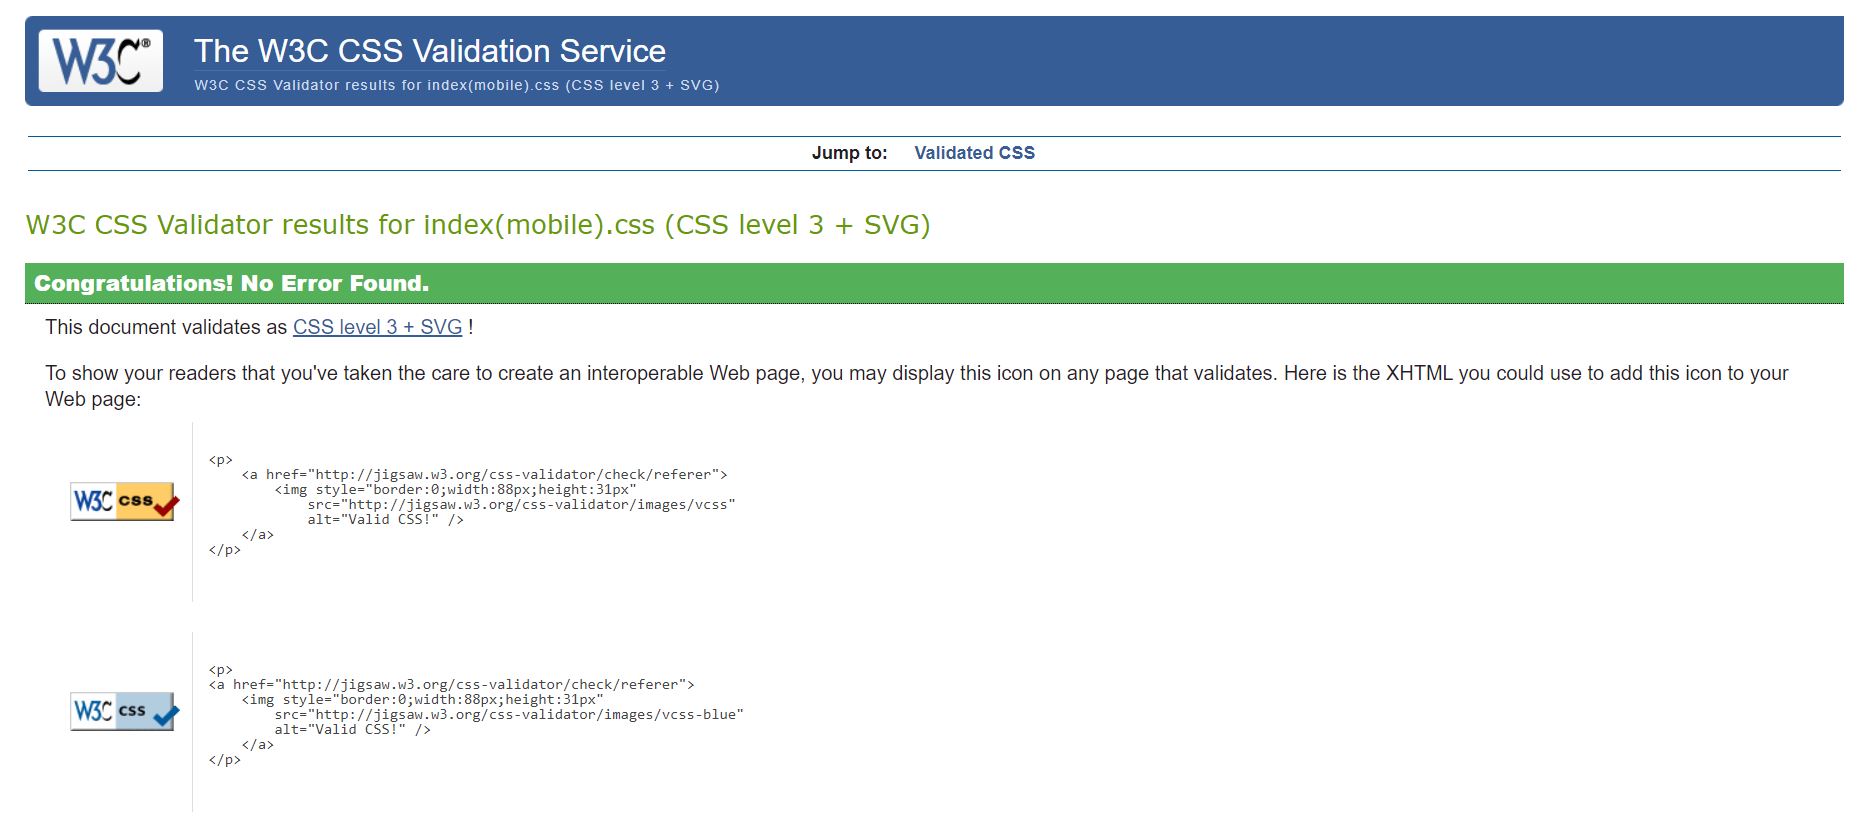 W3C®
The W3C CSS Validation Service
W3C CSS Validator results for index(mobile).css (CSS level 3 + SVG)
Jump to: Validated CSS
W3C CSS Validator results for index(mobile).css (CSS level 3 + SVG)
Congratulations! No Error Found.
This document validates as CSS level 3 + SVG !
To show your readers that you've taken the care to create an interoperable Web page, you may display this icon on any page that validates. Here is the XHTML you could use to add this icon to your
Web page:
W3C css
<p>
    <a href="http://jigsaw.w3.org/css-validator/check/referer">
        <img style="border:0;width:88px;height:31px"
            src="http://jigsaw.w3.org/css-validator/images/vcss"
            alt="Valid CSS!" />
    </a>
</p>
W3C css
<p>
<a href="http://jigsaw.w3.org/css-validator/check/referer">
    <img style="border:0;width:88px;height:31px"
        src="http://jigsaw.w3.org/css-validator/images/vcss-blue"
        alt="Valid CSS!" />
    </a>
</p>